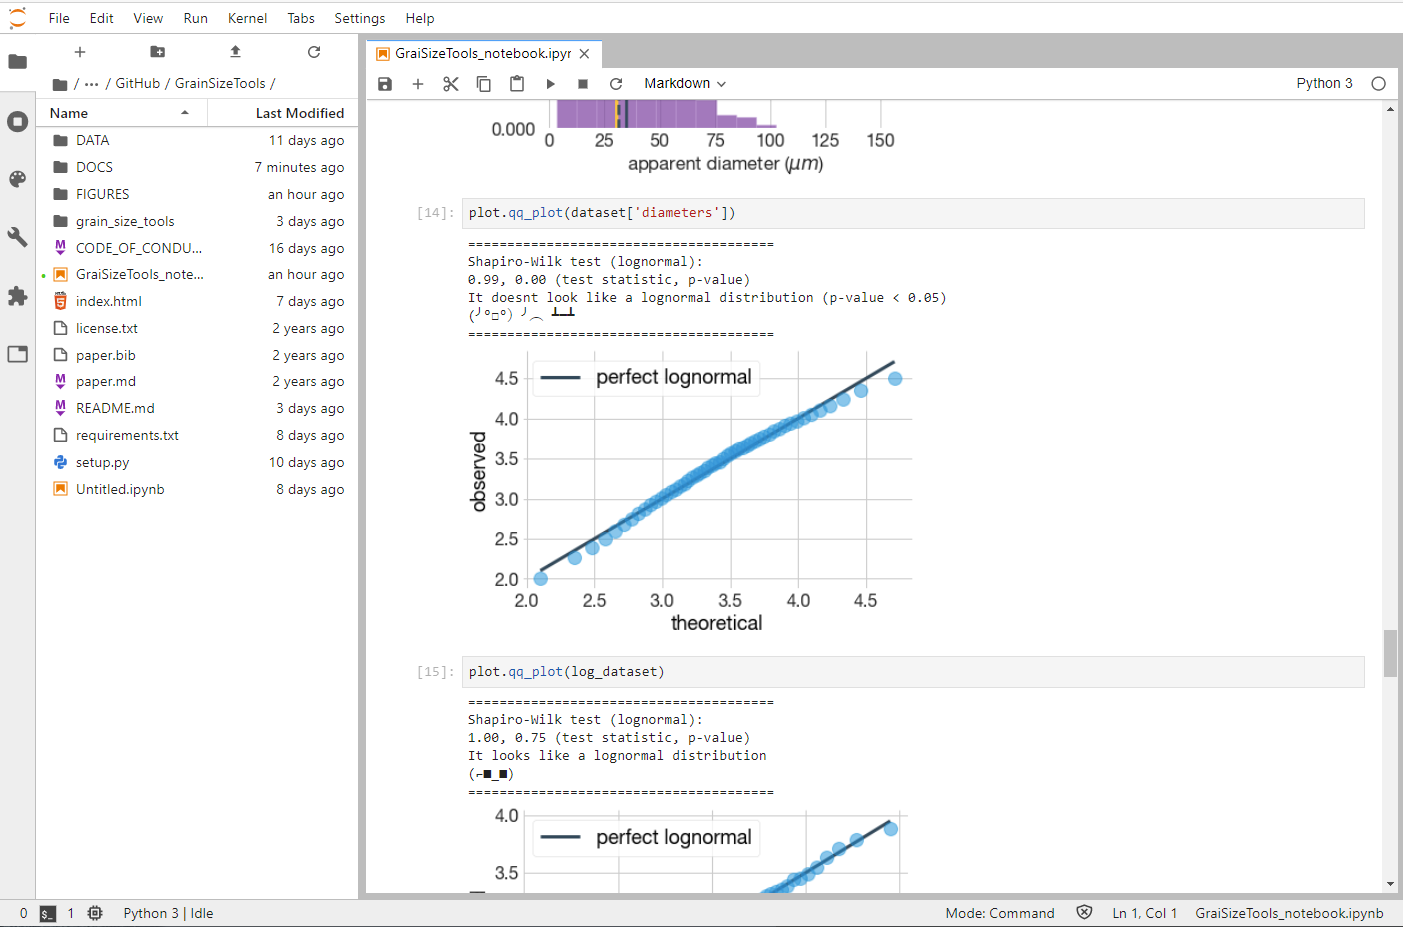 File Edit View Run Kernel Tabs Settings Help
/ ··· / GitHub / GrainSizeTools /
Name Last Modified
DATA 11 days ago
DOCS 7 minutes ago
FIGURES an hour ago
grain_size_tools 3 days ago
CODE_OF_CONDU... 16 days ago
GraiSizeTools_note... an hour ago
index.html 7 days ago
license.txt 2 years ago
paper.bib 2 years ago
paper.md 2 years ago
README.md 3 days ago
requirements.txt 8 days ago
setup.py 10 days ago
Untitled.ipynb 8 days ago
GraiSizeTools_notebook.ipyr
Markdown Python 3
0.000
0 25 50 75 100 125 150
apparent diameter (μm)
[14]: plot.qq_plot(dataset['diameters'])
=======================================
Shapiro-Wilk test (lognormal):
0.99, 0.00 (test statistic, p-value)
It doesnt look like a lognormal distribution (p-value < 0.05)
(╯°□°) ╯︵ ┻━┻
=======================================
perfect lognormal
4.5
4.0
3.5
3.0
2.5
2.0
observed
2.0 2.5 3.0 3.5 4.0 4.5
theoretical
[15]: plot.qq_plot(log_dataset)
=======================================
Shapiro-Wilk test (lognormal):
1.00, 0.75 (test statistic, p-value)
It looks like a lognormal distribution
(⌐■_■)
=======================================
4.0
perfect lognormal
3.5
0 1 Python 3 | Idle Mode: Command Ln 1, Col 1 GraiSizeTools_notebook.ipynb